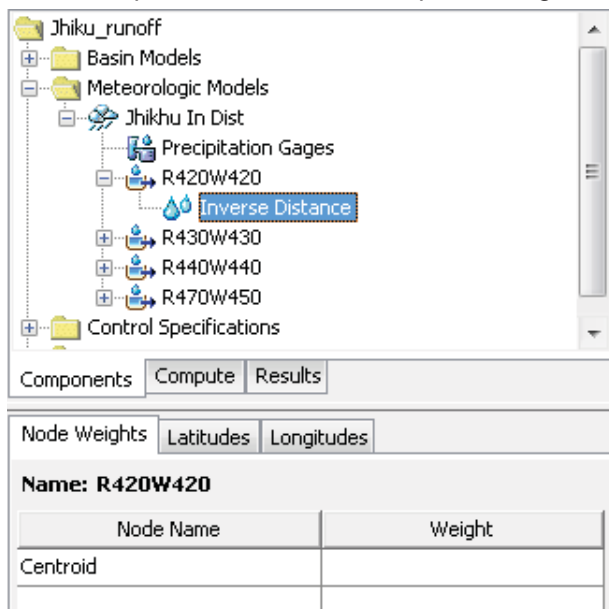 Jhiku_runoff
Basin Models
Meteorologic Models
Jhikhu In Dist
Precipitation Gages
R420W420
Inverse Distance
R430W430
R440W440
R470W450
Control Specifications
Components Compute Results
Node Weights Latitudes Longitudes
Name: R420W420
Node Name Weight
Centroid